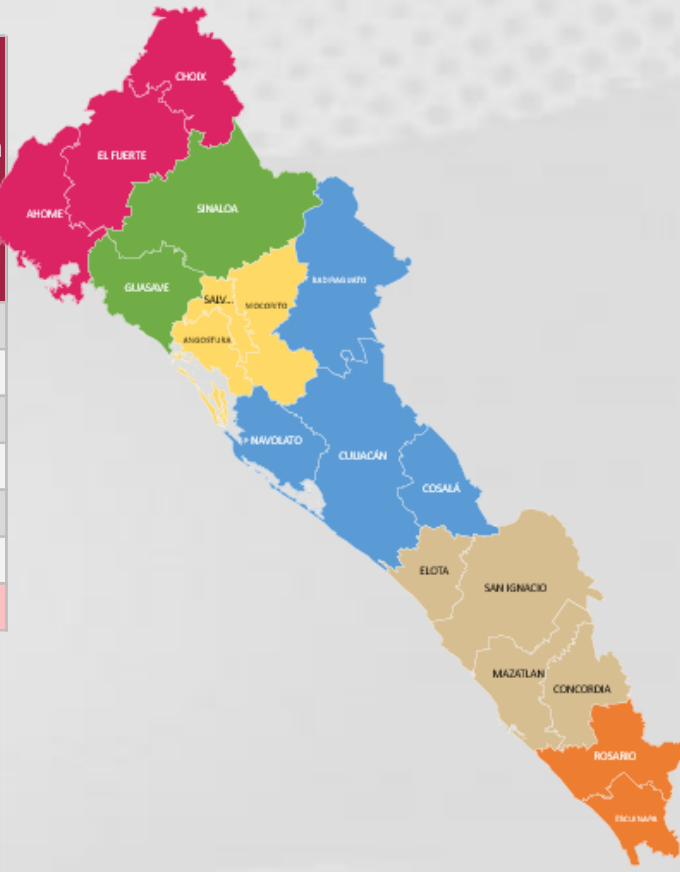 CHOIX
EL FUERTE
AHOME
SINALOA
GUASAVE
BADIRAGUATO
SALV...
MOCORITO
ANGOSTURA
NAVOLATO
CULIACÁN
COSALÁ
ELOTA
SAN IGNACIO
MAZATLAN
CONCORDIA
ROSARIO
ESCUINAPA